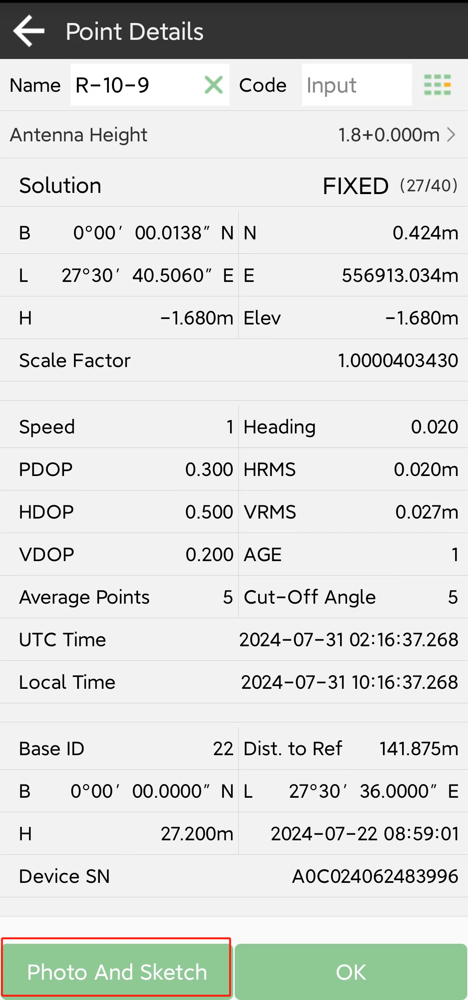 Point Details
Name R-10-9 Code Input
Antenna Height 1.8+0.000m
Solution FIXED (27/40)
B 0°00′ 00.0138″ N N 0.424m
L 27°30′ 40.5060″ E E 556913.034m
H -1.680m Elev -1.680m
Scale Factor 1.0000403430
Speed 1 Heading 0.020
PDOP 0.300 HRMS 0.020m
HDOP 0.500 VRMS 0.027m
VDOP 0.200 AGE 1
Average Points 5 Cut-Off Angle 5
UTC Time 2024-07-31 02:16:37.268
Local Time 2024-07-31 10:16:37.268
Base ID 22 Dist. to Ref 141.875m
B 0°00′ 00.0000″ N L 27°30′ 36.0000″ E
H 27.200m 2024-07-22 08:59:01
Device SN A0C024062483996
Photo And Sketch OK